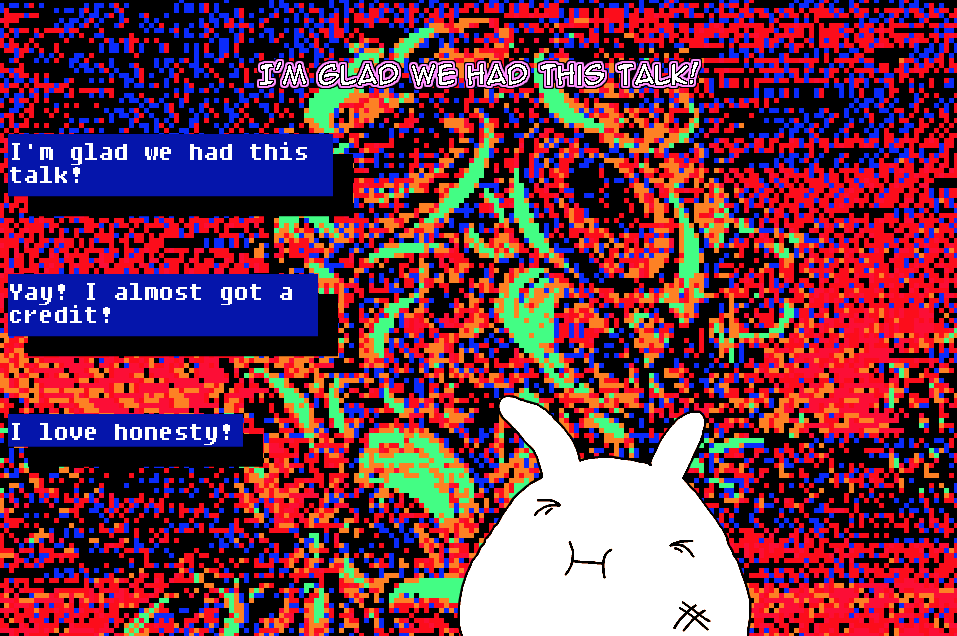 I'M GLAD WE HAD THIS TALK!
I'm glad we had this
talk!
Yay! I almost got a
credit!
I love honesty!